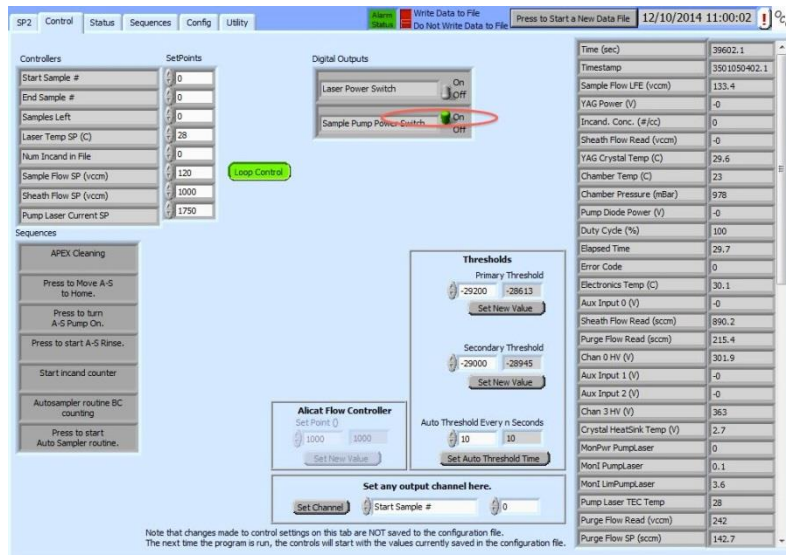 SP2 Control Status Sequences Config Utility
Alarm Status
Write Data to File
Do Not Write Data to File
Press to Start a New Data File
12/10/2014 11:00:02
!
Controllers SetPoints
Start Sample # 0
End Sample # 0
Samples Left 0
Laser Temp SP (C) 28
Num Incand in File 0
Sample Flow SP (vccm) 120
Sheath Flow SP (vccm) 1000
Pump Laser Current SP 1750
Loop Control
Digital Outputs
Laser Power Switch On
Off
Sample Pump Power Switch On
Off
Sequences
APEX Cleaning
Press to Move A-S
to Home.
Press to turn
A-S Pump On.
Press to start A-S Rinse.
Start incand counter
Autosampler routine BC
counting
Press to start
Auto Sampler routine.
Thresholds
Primary Threshold
-29200 -28613
Set New Value
Secondary Threshold
-29000 -28945
Set New Value
Auto Threshold Every n Seconds
10 10
Set Auto Threshold Time
Alicat Flow Controller
Set Point ()
1000 1000
Set New Value
Set any output channel here.
Set Channel Start Sample # 0
Note that changes made to control settings on this tab are NOT saved to the configuration file.
The next time the program is run, the controls will start with the values currently saved in the configuration file.
Time (sec) 39602.1
Timestamp 3501050402.1
Sample Flow LFE (vccm) 133.4
YAG Power (V) -0
Incand. Conc. (#/cc) 0
Sheath Flow Read (vccm) -0
YAG Crystal Temp (C) 29.6
Chamber Temp (C) 23
Chamber Pressure (mBar) 978
Pump Diode Power (V) -0
Duty Cycle (%) 100
Elapsed Time 29.7
Error Code 0
Electronics Temp (C) 30.1
Aux Input 0 (V) -0
Sheath Flow Read (sccm) 890.2
Purge Flow Read (sccm) 215.4
Chan 0 HV (V) 301.9
Aux Input 1 (V) -0
Aux Input 2 (V) -0
Chan 3 HV (V) 363
Crystal HeatSink Temp (V) 2.7
MonPwr PumpLaser 0
MonI PumpLaser 0.1
MonI LimPumpLaser 3.6
Pump Laser TEC Temp 28
Purge Flow Read (vccm) 242
Purge Flow SP (sccm) 142.7